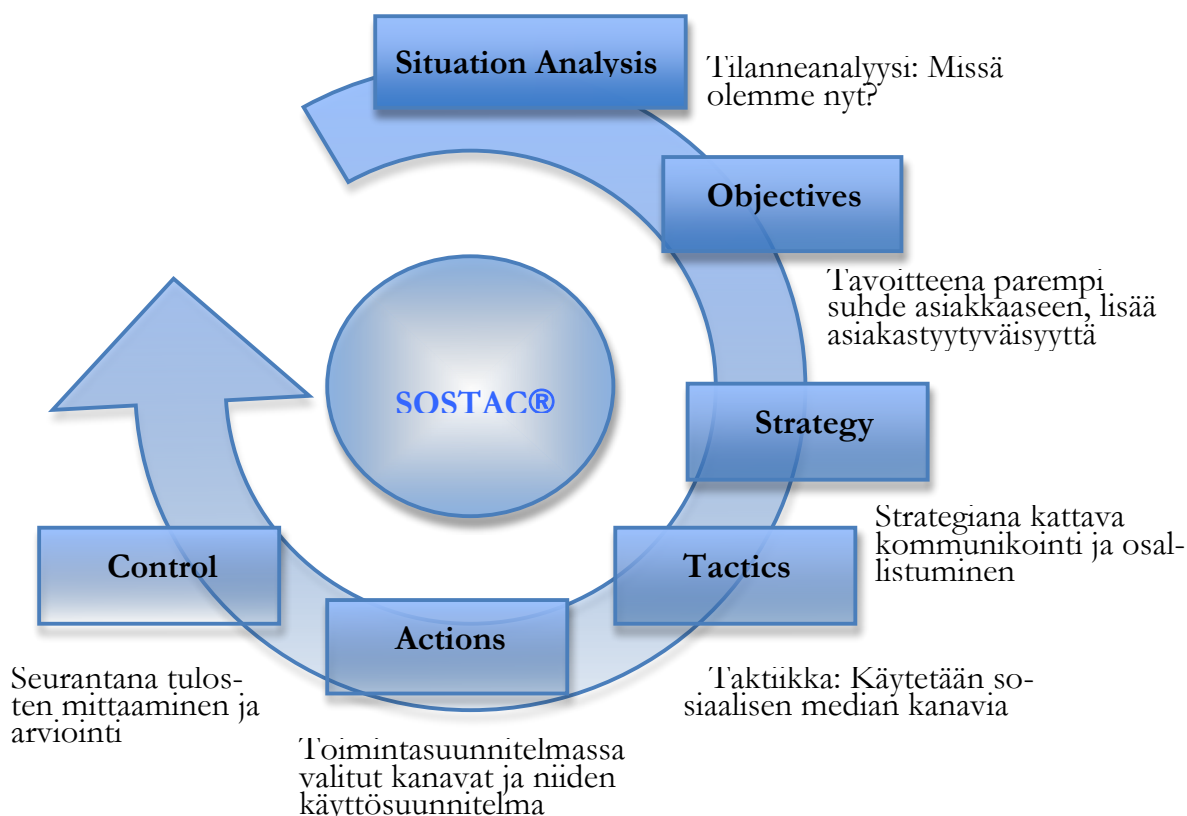 Situation Analysis
Tilanneanalyysi: Missä
olemme nyt?
Objectives
Tavoitteena parempi
suhde asiakkaaseen, lisää
asiakastyytyväisyyttä
SOSTAC®
Strategy
Strategiana kattava
kommunikointi ja osal-
listuminen
Tactics
Taktiikka: Käytetään so-
siaalisen median kanavia
Actions
Toimintasuunnitelmassa
valitut kanavat ja niiden
käyttösuunnitelma
Control
Seurantana tulos-
ten mittaaminen ja
arviointi